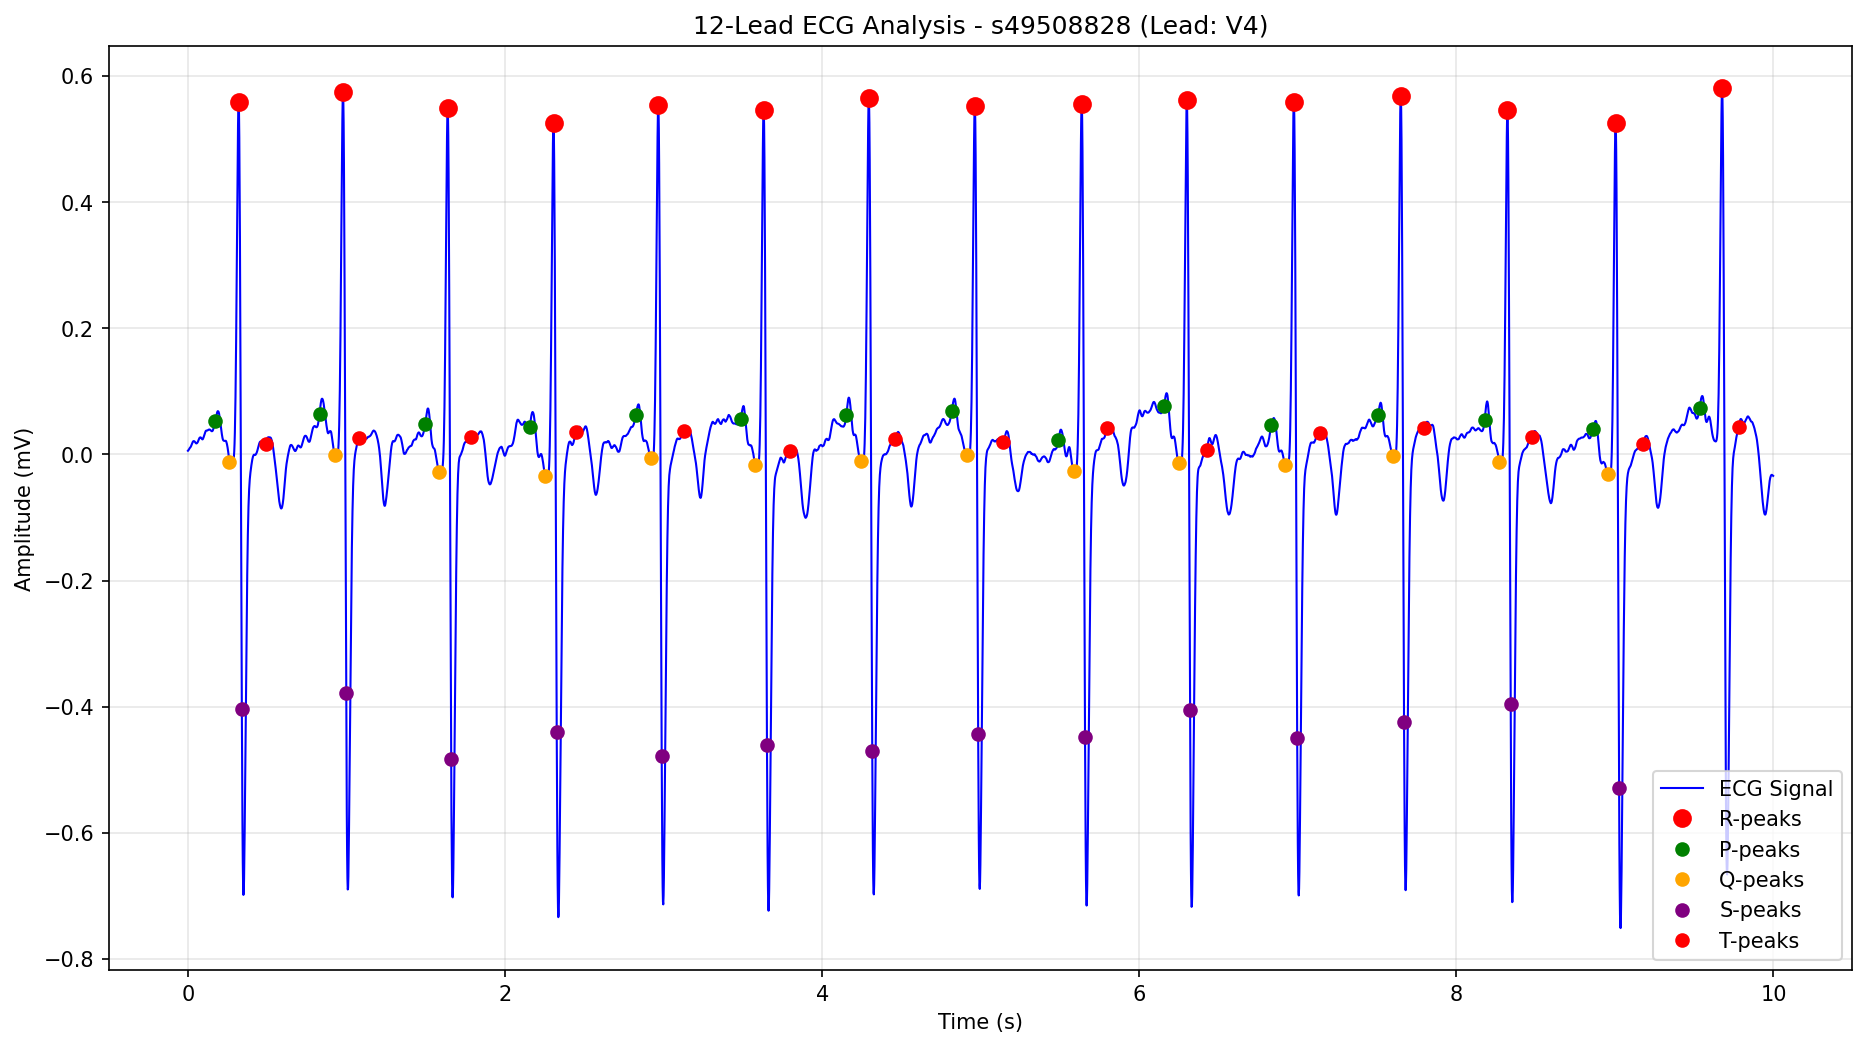 12-Lead ECG Analysis - s49508828 (Lead: V4)
Amplitude (mV)
0.6
0.4
0.2
0.0
−0.2
−0.4
−0.6
−0.8
ECG Signal
R-peaks
P-peaks
Q-peaks
S-peaks
T-peaks
0 2 4 6 8 10
Time (s)